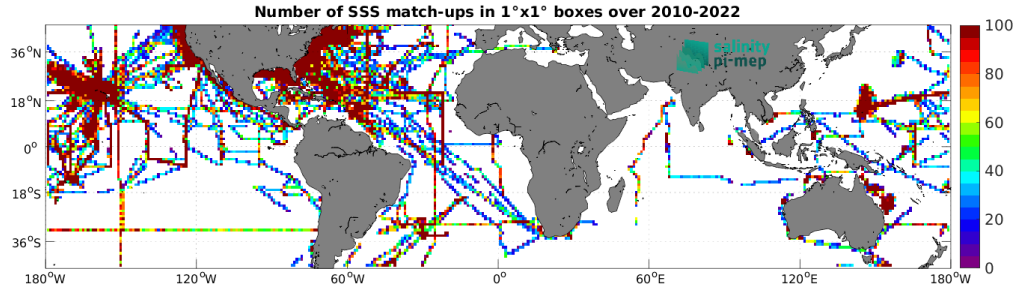 Number of SSS match-ups in 1°x1° boxes over 2010-2022
salinity
pi-mep
36°N
18°N
0°
18°S
36°S
180°W
120°W
60°W
0°
60°E
120°E
180°W
100
80
60
40
20
0